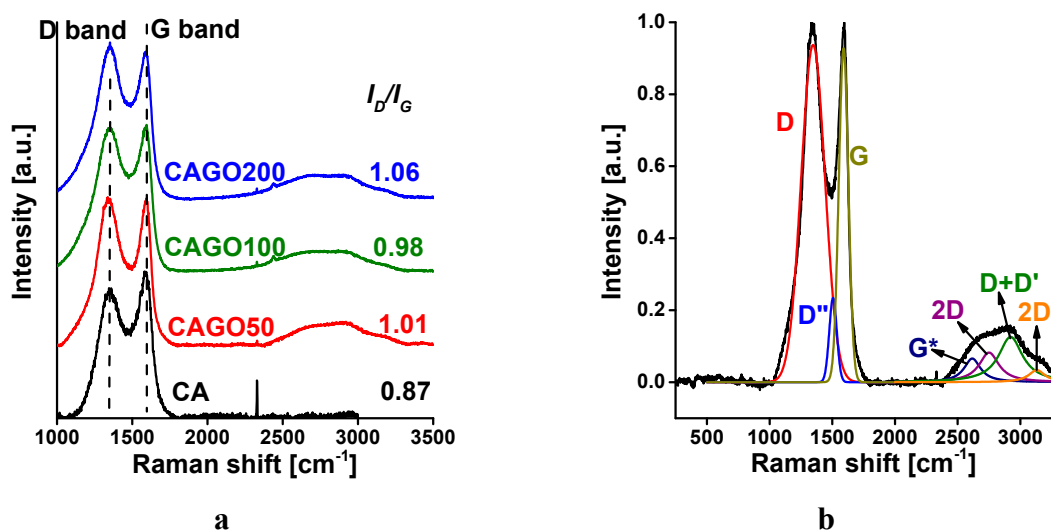 D band
G band
I_D/I_G
CAGO200
1.06
CAGO100
0.98
CAGO50
1.01
CA
0.87
Intensity [a.u.]
1000 1500 2000 2500 3000 3500
Raman shift [cm⁻¹]
a
1.0
0.8
0.6
0.4
0.2
0.0
Intensity [a.u.]
D
G
D"
G*
2D
D+D'
2D
500 1000 1500 2000 2500 3000
Raman shift [cm⁻¹]
b